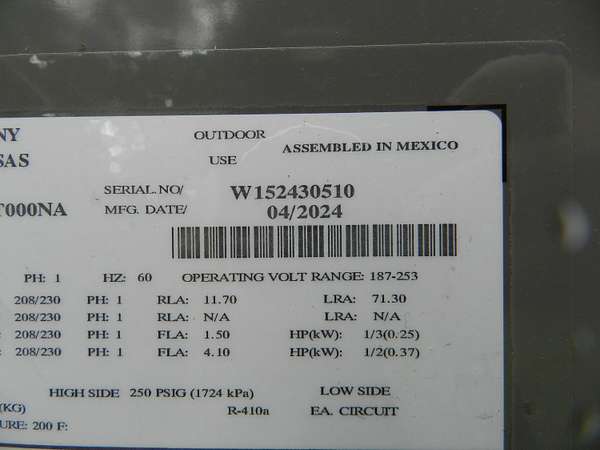 NY OUTDOOR USE ASSEMBLED IN MEXICO
SAS
SERIAL.NO/ W152430510
T000NA MFG. DATE/ 04/2024
PH: 1 HZ: 60 OPERATING VOLT RANGE: 187-253
208/230 PH: 1 RLA: 11.70 LRA: 71.30
208/230 PH: 1 RLA: N/A LRA: N/A
208/230 PH: 1 FLA: 1.50 HP(kW): 1/3(0.25)
208/230 PH: 1 FLA: 4.10 HP(kW): 1/2(0.37)
HIGH SIDE 250 PSIG (1724 kPa) LOW SIDE
(KG) R-410a EA. CIRCUIT
URE: 200 F: